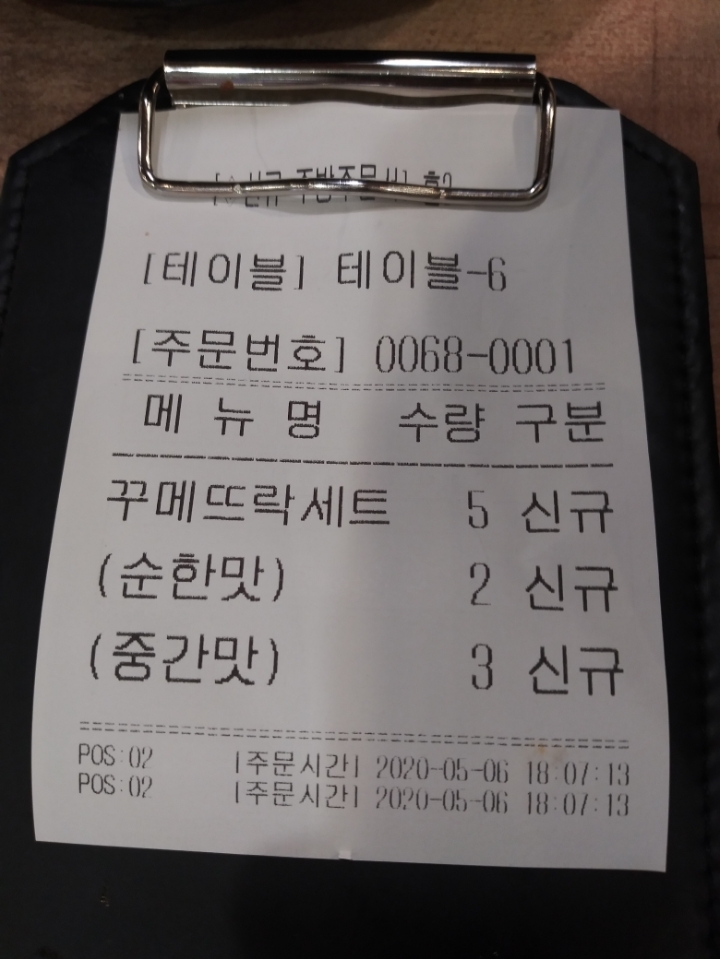 [테이블] 테이블-6
[주문번호] 0068-0001
메 뉴 명 수량 구분
꾸메뜨락세트 5 신규
(순한맛) 2 신규
(중간맛) 3 신규
POS:02 [주문시간] 2020-05-06 18:07:13
POS:02 [주문시간] 2020-05-06 18:07:13